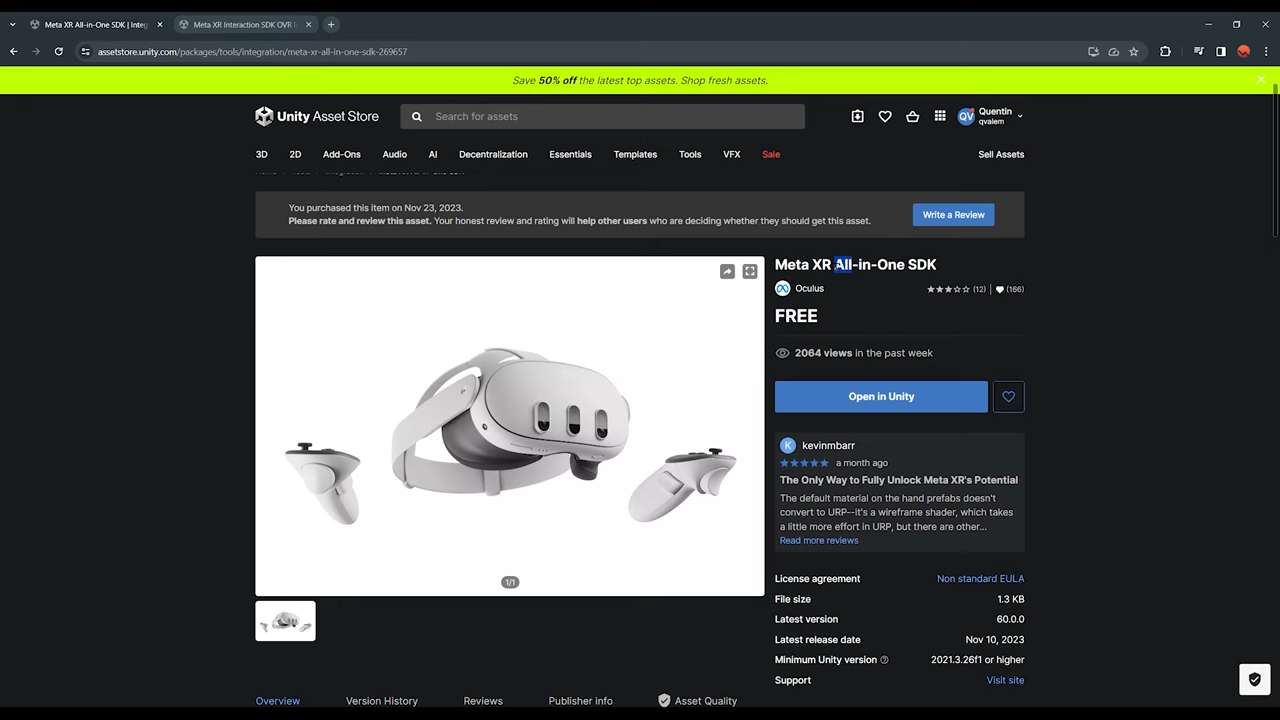 Meta XR All-in-One SDK | Integ
Meta XR Interaction SDK OVR I
assetstore.unity.com/packages/tools/integration/meta-xr-all-in-one-sdk-269657
Save 50% off the latest top assets. Shop fresh assets.
Unity Asset Store
Search for assets
QV
Quentin
qvalem
3D 2D Add-Ons Audio AI Decentralization Essentials Templates Tools VFX Sale Sell Assets
You purchased this item on Nov 23, 2023.
Please rate and review this asset. Your honest review and rating will help other users who are deciding whether they should get this asset.
Write a Review
Meta XR All-in-One SDK
Oculus
(12) | (166)
FREE
2064 views in the past week
Open in Unity
K kevinmbarr
a month ago
The Only Way to Fully Unlock Meta XR's Potential
The default material on the hand prefabs doesn't
convert to URP--it's a wireframe shader, which takes
a little more effort in URP, but there are other...
Read more reviews
1/1
License agreement Non standard EULA
File size 1.3 KB
Latest version 60.0.0
Latest release date Nov 10, 2023
Minimum Unity version 2021.3.26f1 or higher
Support Visit site
Overview Version History Reviews Publisher info Asset Quality